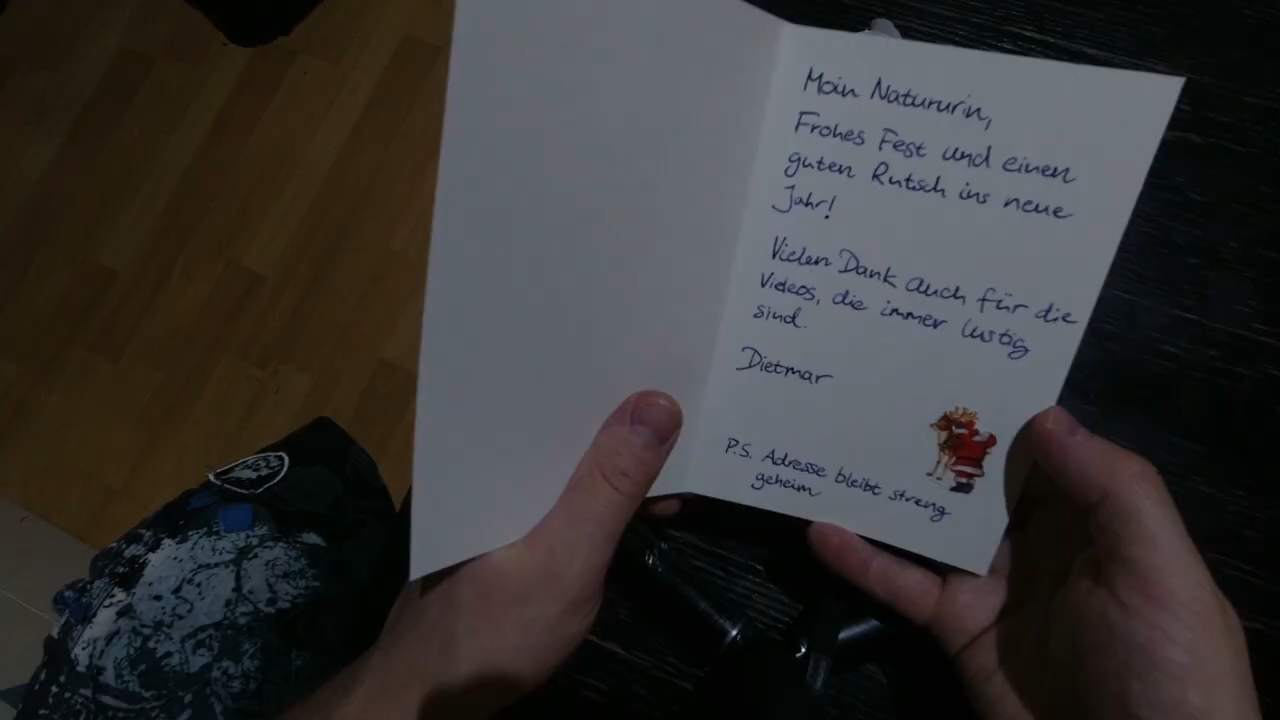 Moin Natururin,
Frohes Fest und einen
guten Rutsch ins neue
Jahr!
Vielen Dank auch für die
Videos, die immer lustig
sind.
Dietmar
P.S. Adresse bleibt streng
geheim